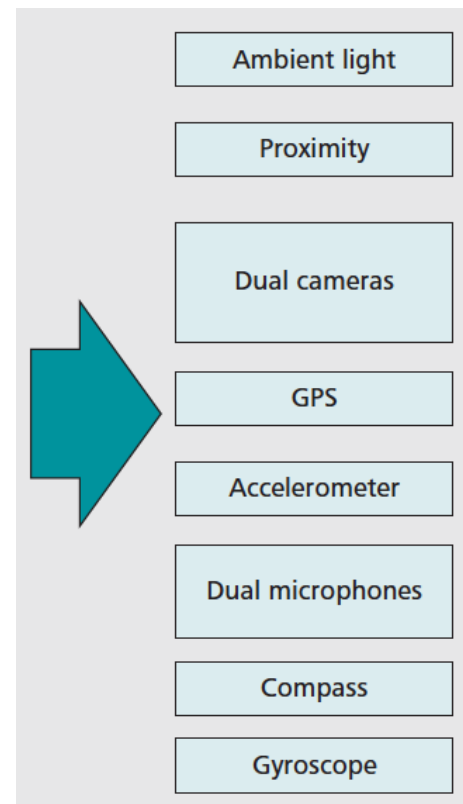 Ambient light
Proximity
Dual cameras
GPS
Accelerometer
Dual microphones
Compass
Gyroscope